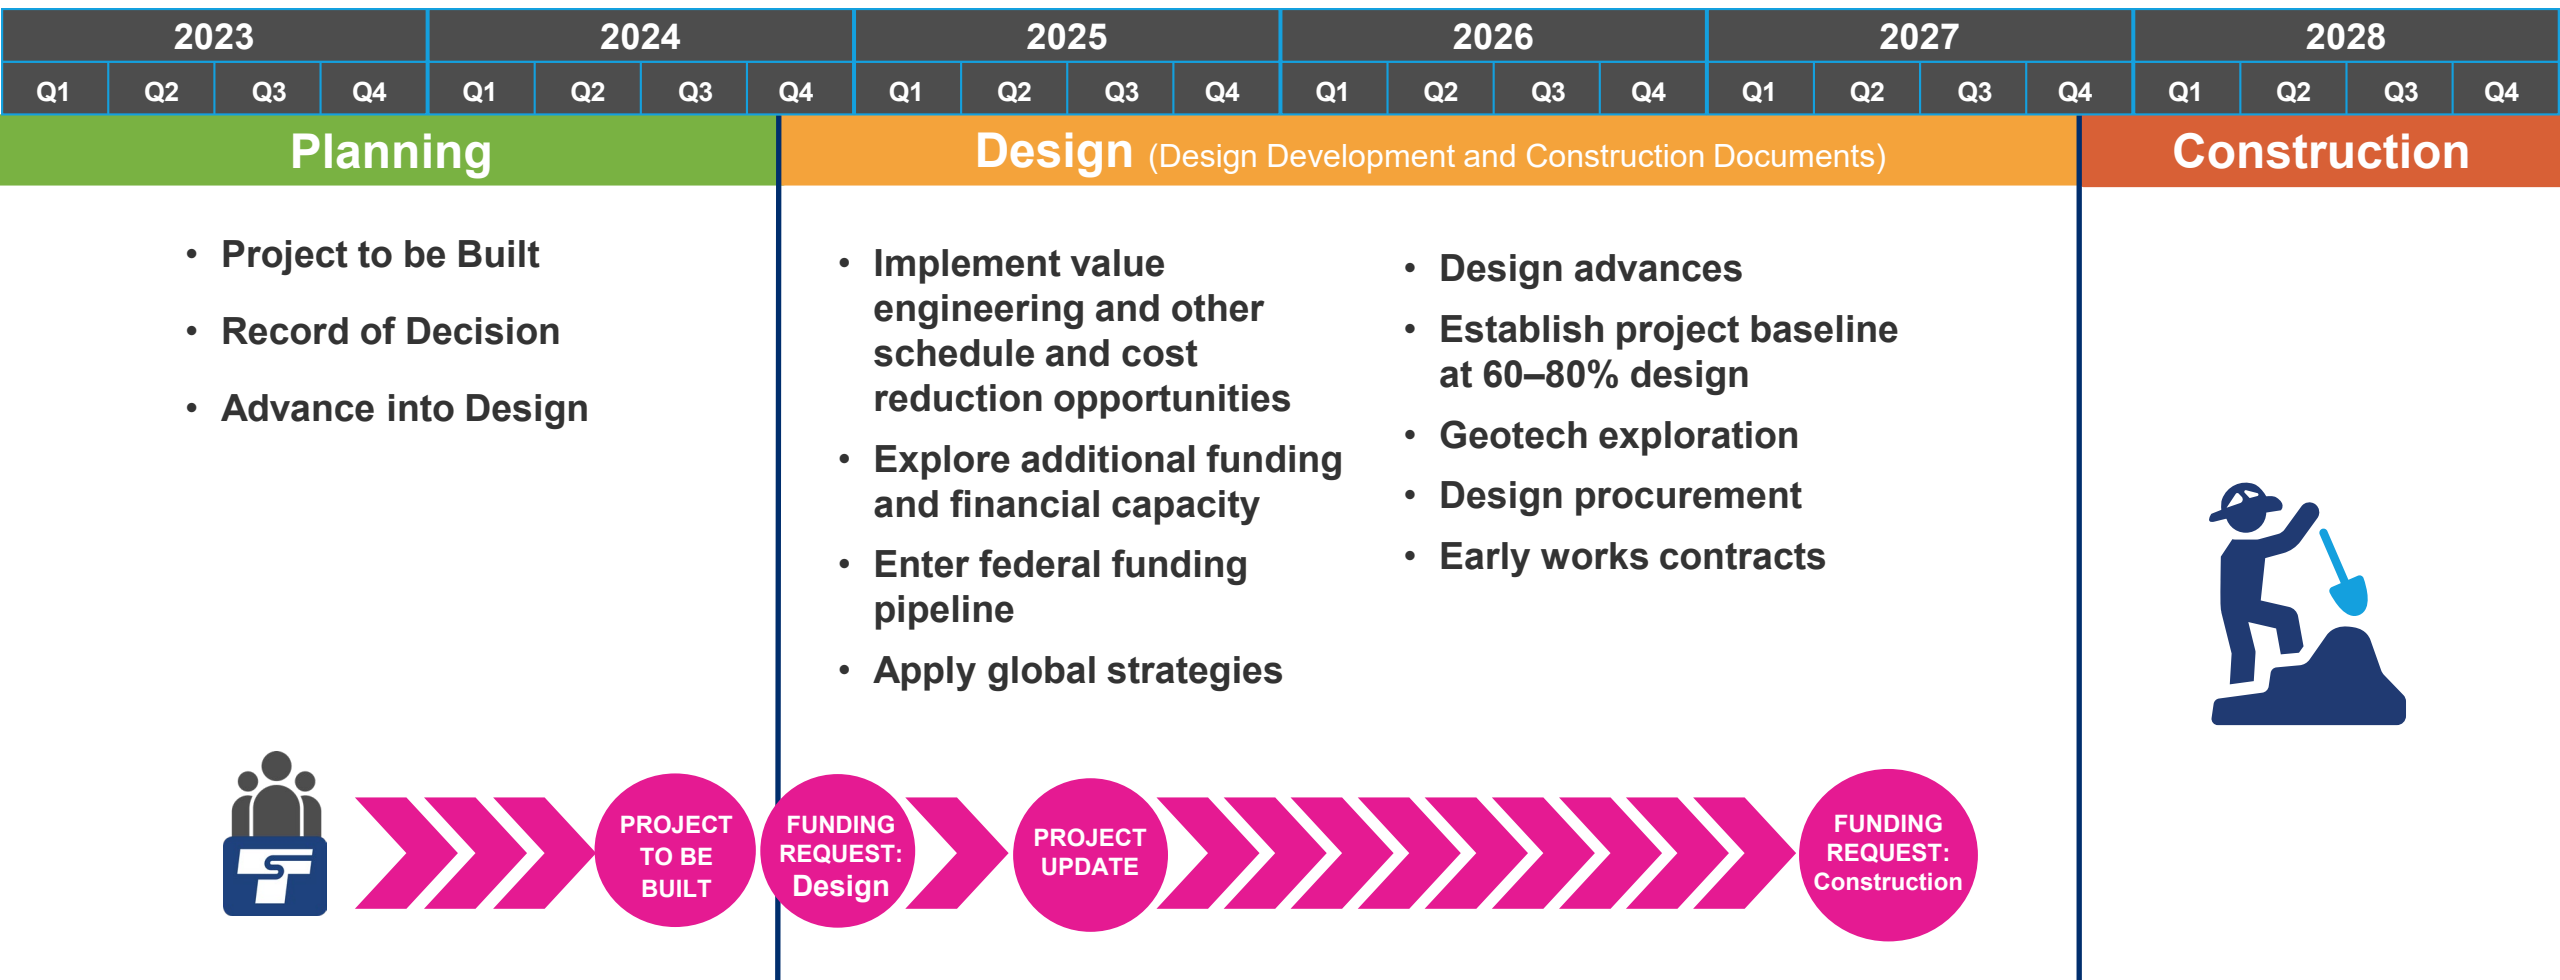 2023 2024 2025 2026 2027 2028
Q1 Q2 Q3 Q4 Q1 Q2 Q3 Q4 Q1 Q2 Q3 Q4 Q1 Q2 Q3 Q4 Q1 Q2 Q3 Q4 Q1 Q2 Q3 Q4
Planning
Design (Design Development and Construction Documents)
Construction
• Project to be Built
• Record of Decision
• Advance into Design
• Implement value
engineering and other
schedule and cost
reduction opportunities
• Explore additional funding
and financial capacity
• Enter federal funding
pipeline
• Apply global strategies
• Design advances
• Establish project baseline
at 60–80% design
• Geotech exploration
• Design procurement
• Early works contracts
PROJECT
TO BE
BUILT
FUNDING
REQUEST:
Design
PROJECT
UPDATE
FUNDING
REQUEST:
Construction